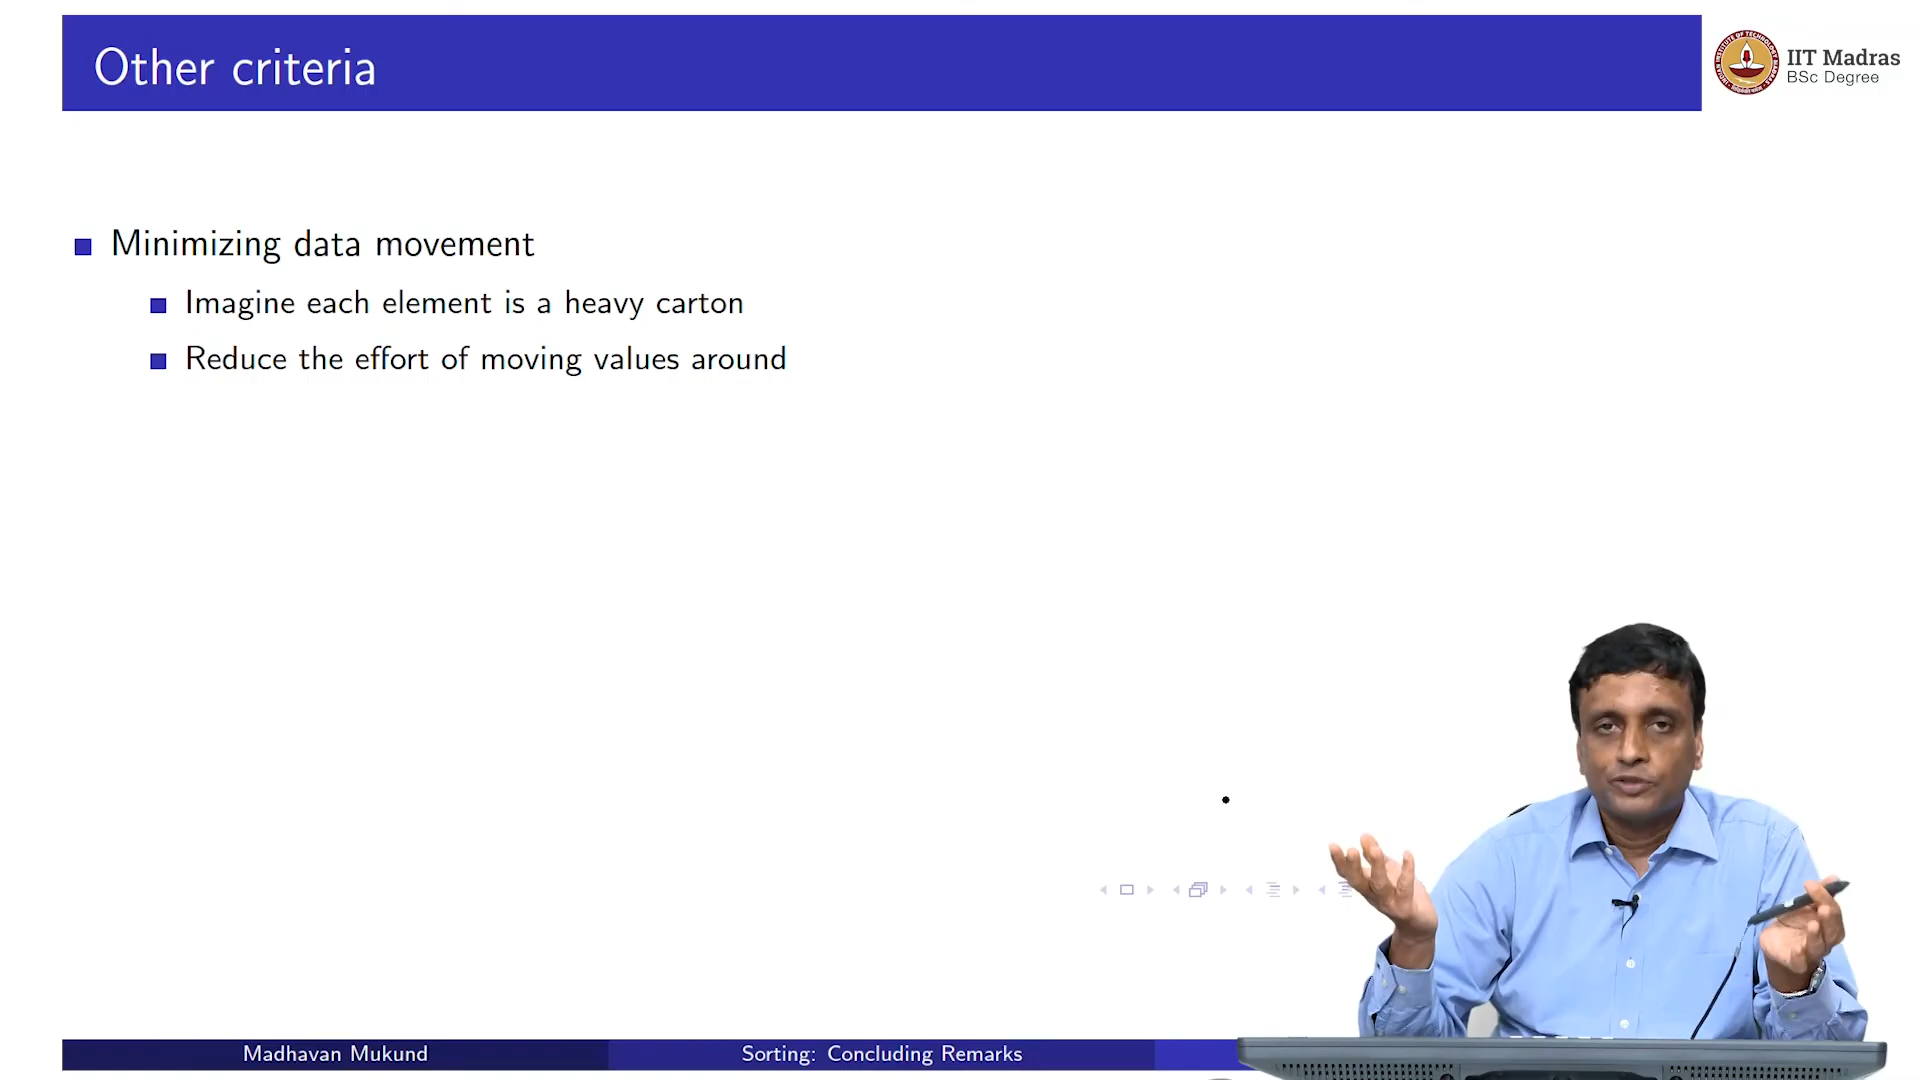 Other criteria
IIT Madras
BSc Degree
Minimizing data movement
Imagine each element is a heavy carton
Reduce the effort of moving values around
Madhavan Mukund
Sorting: Concluding Remarks